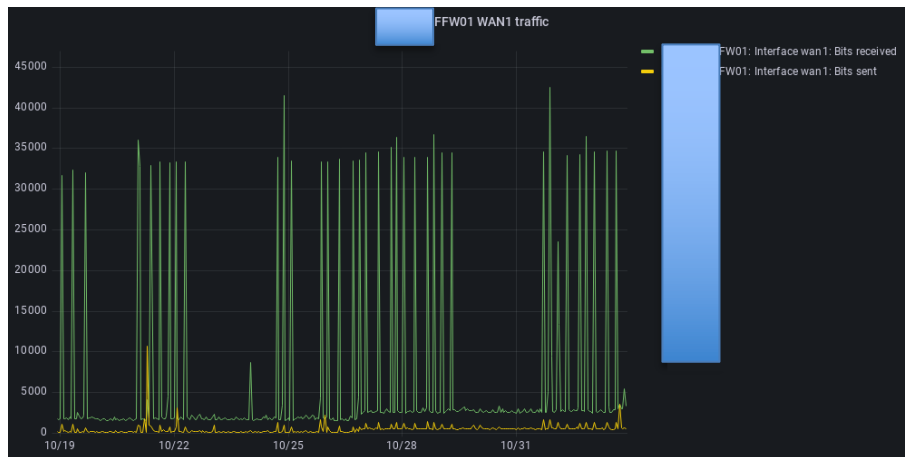 FFW01 WAN1 traffic
FW01: Interface wan1: Bits received
FW01: Interface wan1: Bits sent
45000
40000
35000
30000
25000
20000
15000
10000
5000
0
10/19 10/22 10/25 10/28 10/31